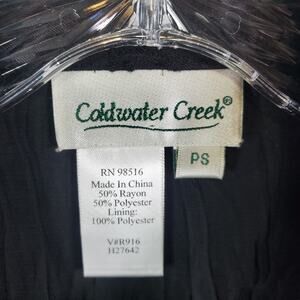 Coldwater Creek®
PS
RN 98516
Made In China
50% Rayon
50% Polyester
Lining:
100% Polyester
V#R916
H27642